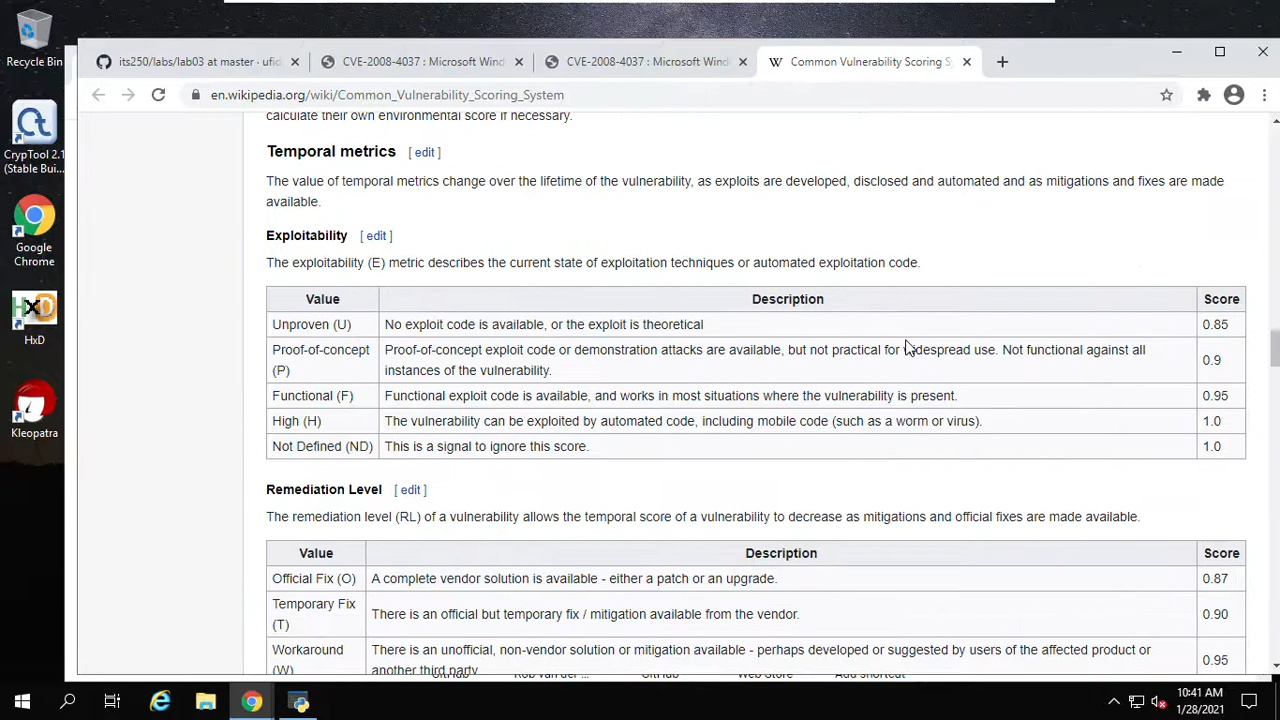 Recycle Bin
CrypTool 2.1
(Stable Bui...
Google
Chrome
HxD
Kleopatra
its250/labs/lab03 at master · ufid
CVE-2008-4037 : Microsoft Wind
CVE-2008-4037 : Microsoft Wind
W
Common Vulnerability Scoring Sy
en.wikipedia.org/wiki/Common_Vulnerability_Scoring_System
calculate their own environmental score if necessary.
Temporal metrics [ edit ]
The value of temporal metrics change over the lifetime of the vulnerability, as exploits are developed, disclosed and automated and as mitigations and fixes are made
available.
Exploitability [ edit ]
The exploitability (E) metric describes the current state of exploitation techniques or automated exploitation code.
Value Description Score
Unproven (U) No exploit code is available, or the exploit is theoretical 0.85
Proof-of-concept
(P)
Proof-of-concept exploit code or demonstration attacks are available, but not practical for widespread use. Not functional against all
instances of the vulnerability.
0.9
Functional (F) Functional exploit code is available, and works in most situations where the vulnerability is present. 0.95
High (H) The vulnerability can be exploited by automated code, including mobile code (such as a worm or virus). 1.0
Not Defined (ND) This is a signal to ignore this score. 1.0
Remediation Level [ edit ]
The remediation level (RL) of a vulnerability allows the temporal score of a vulnerability to decrease as mitigations and official fixes are made available.
Value Description Score
Official Fix (O) A complete vendor solution is available - either a patch or an upgrade. 0.87
Temporary Fix
(T)
There is an official but temporary fix / mitigation available from the vendor. 0.90
Workaround
(W)
There is an unofficial, non-vendor solution or mitigation available - perhaps developed or suggested by users of the affected product or
another third party.
0.95
GitHub Rob van der ... GitHub Web Store Add shortcut
10:41 AM
1/28/2021